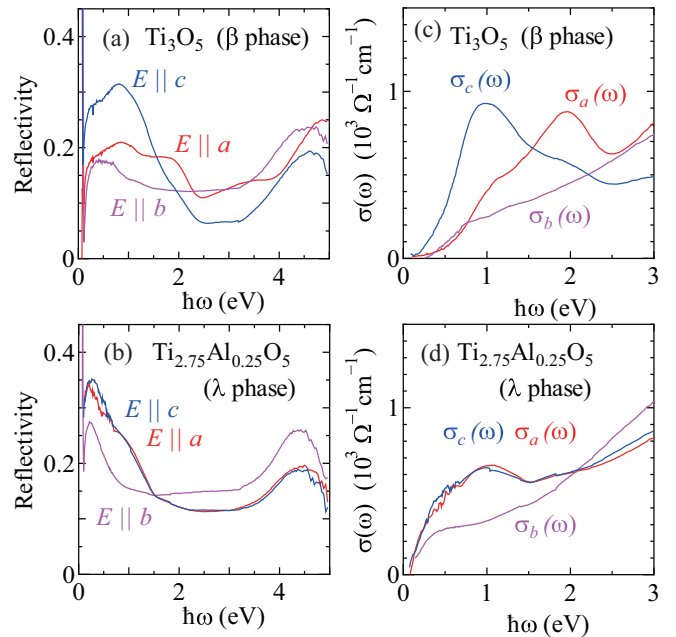 (a) Ti₃O₅ (β phase)
E || c
E || a
E || b
Reflectivity
0.4
0.2
0
0 2 4
ħω (eV)
(c) Ti₃O₅ (β phase)
σc(ω)
σa(ω)
σb(ω)
σ(ω) (10³ Ω⁻¹cm⁻¹)
1
0
0 1 2 3
ħω (eV)
(b) Ti₂.₇₅Al₀.₂₅O₅
(λ phase)
E || c
E || a
E || b
Reflectivity
0.4
0.2
0
0 2 4
ħω (eV)
(d) Ti₂.₇₅Al₀.₂₅O₅
(λ phase)
σc(ω) σa(ω)
σb(ω)
σ(ω) (10³ Ω⁻¹cm⁻¹)
1
0
0 1 2 3
ħω (eV)